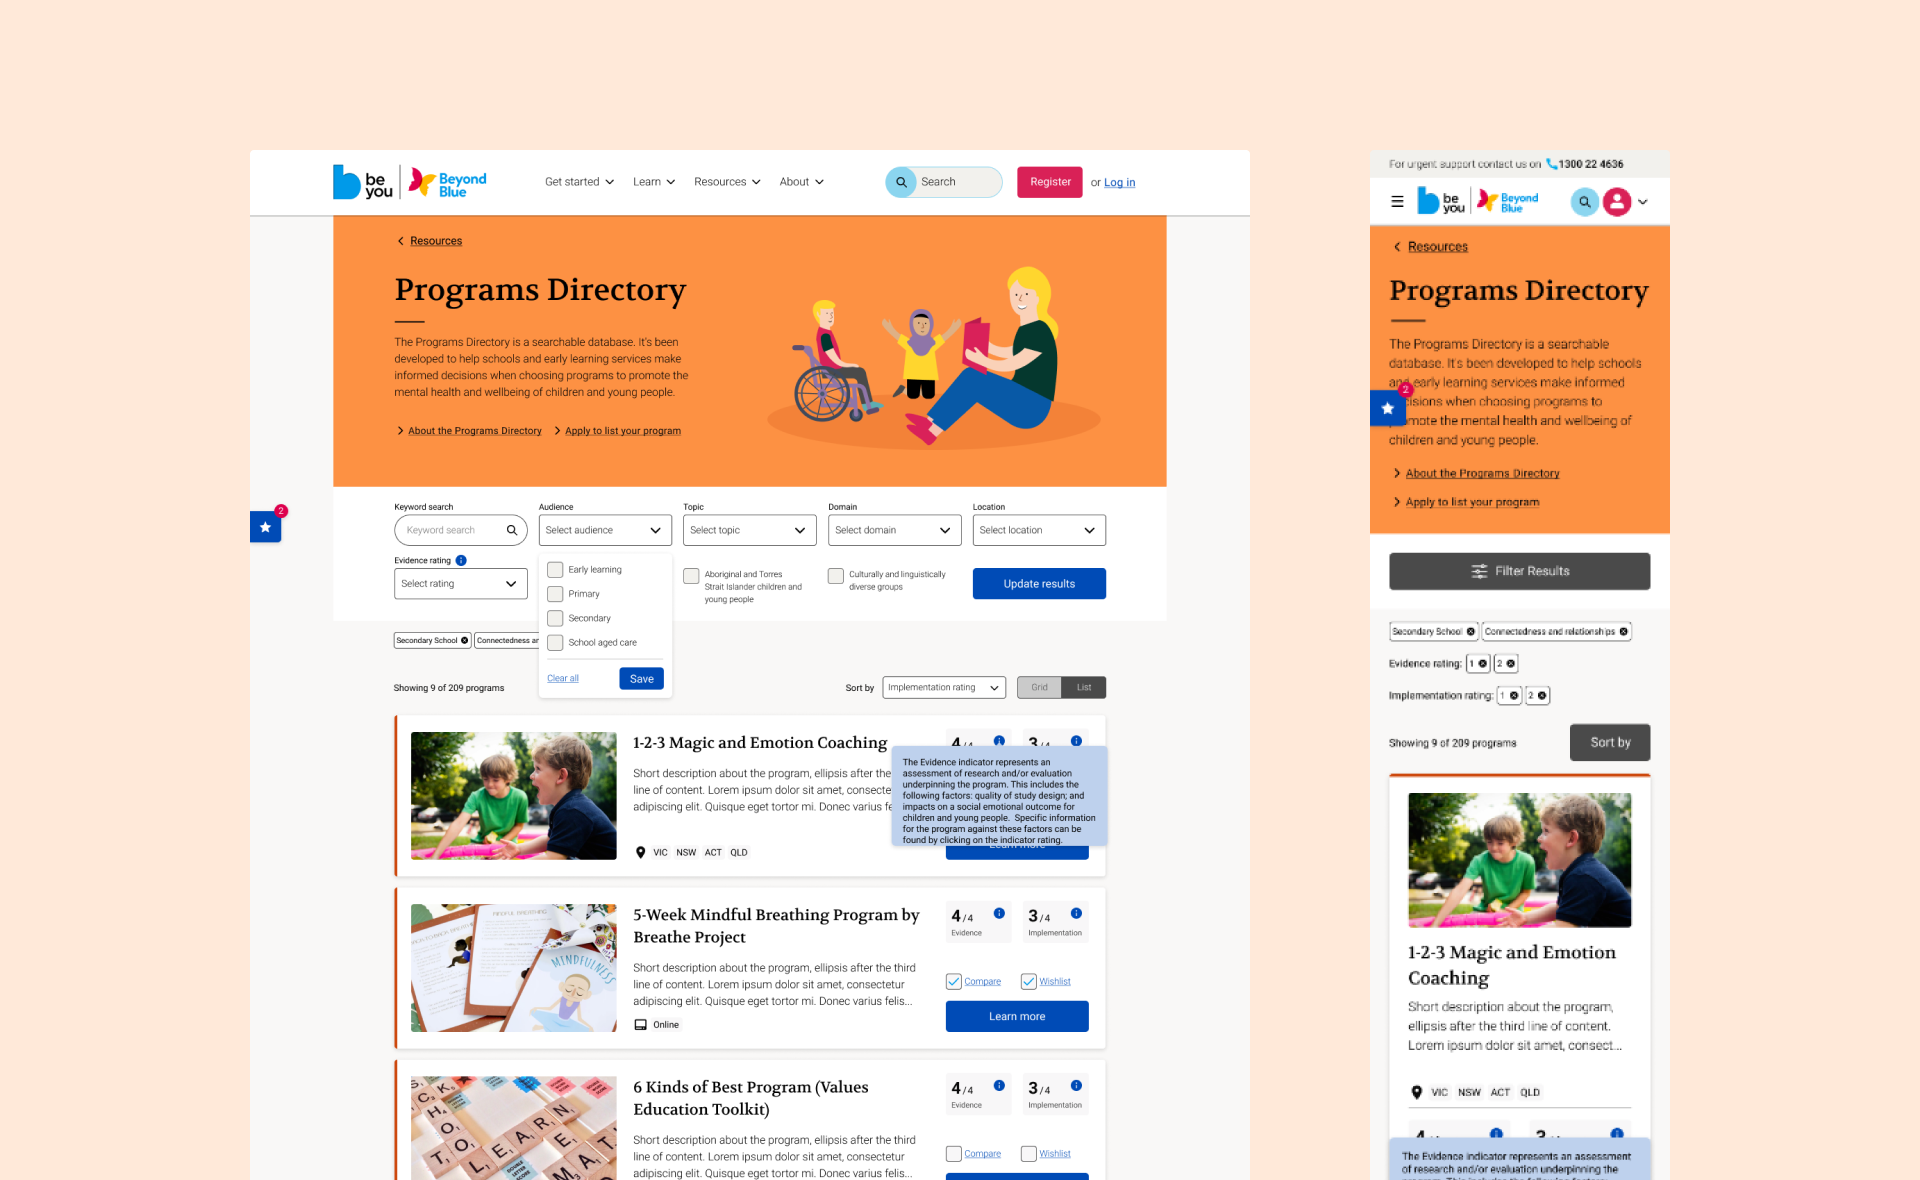 be you
Beyond Blue
Get started
Learn
Resources
About
Search
Register
or Log in
Resources
Programs Directory
The Programs Directory is a searchable database. It's been
developed to help schools and early learning services make
informed decisions when choosing programs to promote the
mental health and wellbeing of children and young people.
About the Programs Directory
Apply to list your program
2
Keyword search
Keyword search
Audience
Select audience
Topic
Select topic
Domain
Select domain
Location
Select location
Evidence rating
Select rating
Early learning
Primary
Secondary
School aged care
Clear all
Save
Aboriginal and Torres
Strait Islander children and
young people
Culturally and linguistically
diverse groups
Update results
Secondary School
Connectedness
Showing 9 of 209 programs
Sort by
Implementation rating
Grid
List
1-2-3 Magic and Emotion Coaching
Short description about the program, ellipsis after the
line of content. Lorem ipsum dolor sit amet,
adipiscing elit. Quisque eget tortor mi. Donec varius
VIC NSW ACT QLD
4/4
3/4
The Evidence indicator represents an
assessment of research and/or evaluation
underpinning the program. This includes the
following factors: quality of study design; and
impacts on a social emotional outcome for
children and young people. Specific information
for the program against these factors can be
found by clicking on the indicator rating.
Learn more
5-Week Mindful Breathing Program by
Breathe Project
Short description about the program, ellipsis after the third
line of content. Lorem ipsum dolor sit amet, consectetur
adipiscing elit. Quisque eget tortor mi. Donec varius felis...
Online
4/4
Evidence
3/4
Implementation
Compare
Wishlist
Learn more
MINDFUL BREATHING
MINDFULNESS
6 Kinds of Best Program (Values
Education Toolkit)
Short description about the program, ellipsis after the third
line of content. Lorem ipsum dolor sit amet, consectetur
adipiscing elit. Quisque eget tortor mi. Donec varius felis...
4/4
Evidence
3/4
Implementation
Compare
Wishlist
SCHOOL
TO
LEARN
For urgent support contact us on 1300 22 4636
be you
Beyond Blue
Resources
Programs Directory
The Programs Directory is a searchable
database. It's been developed to help schools
and early learning services make informed
decisions when choosing programs to
promote the mental health and wellbeing of
children and young people.
2
About the Programs Directory
Apply to list your program
Filter Results
Secondary School
Connectedness and relationships
Evidence rating: 1 2
Implementation rating: 1 2
Showing 9 of 209 programs
Sort by
1-2-3 Magic and Emotion
Coaching
Short description about the program,
ellipsis after the third line of content.
Lorem ipsum dolor sit amet, consect...
VIC NSW ACT QLD
The Evidence indicator represents an assessment
of research and/or evaluation underpinning the